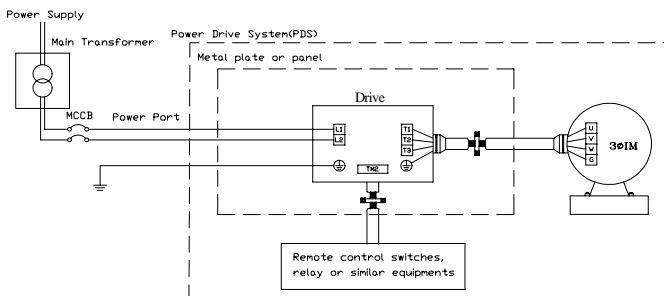 Power Supply
Main Transformer
Power Drive System(PDS)
Metal plate or panel
MCCB
Power Port
Drive
L1
L2
T1
T2
T3
TM2
U
V
W
G
3øIM
Remote control switches,
relay or similar equipments